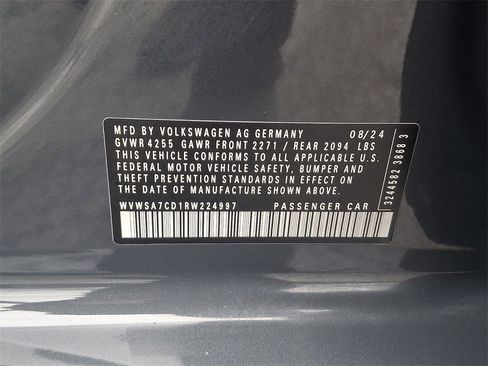 MFD BY VOLKSWAGEN AG GERMANY 08/24
GVWR 4255 GAWR FRONT 2271 / REAR 2094 LBS
THIS VEHICLE CONFORMS TO ALL APPLICABLE U.S.
FEDERAL MOTOR VEHICLE SAFETY, BUMPER AND
THEFT PREVENTION STANDARDS IN EFFECT ON
THE DATE OF MANUFACTURE SHOWN ABOVE.
WVWSA7CD1RW224997 PASSENGER CAR
3244582 3868 3